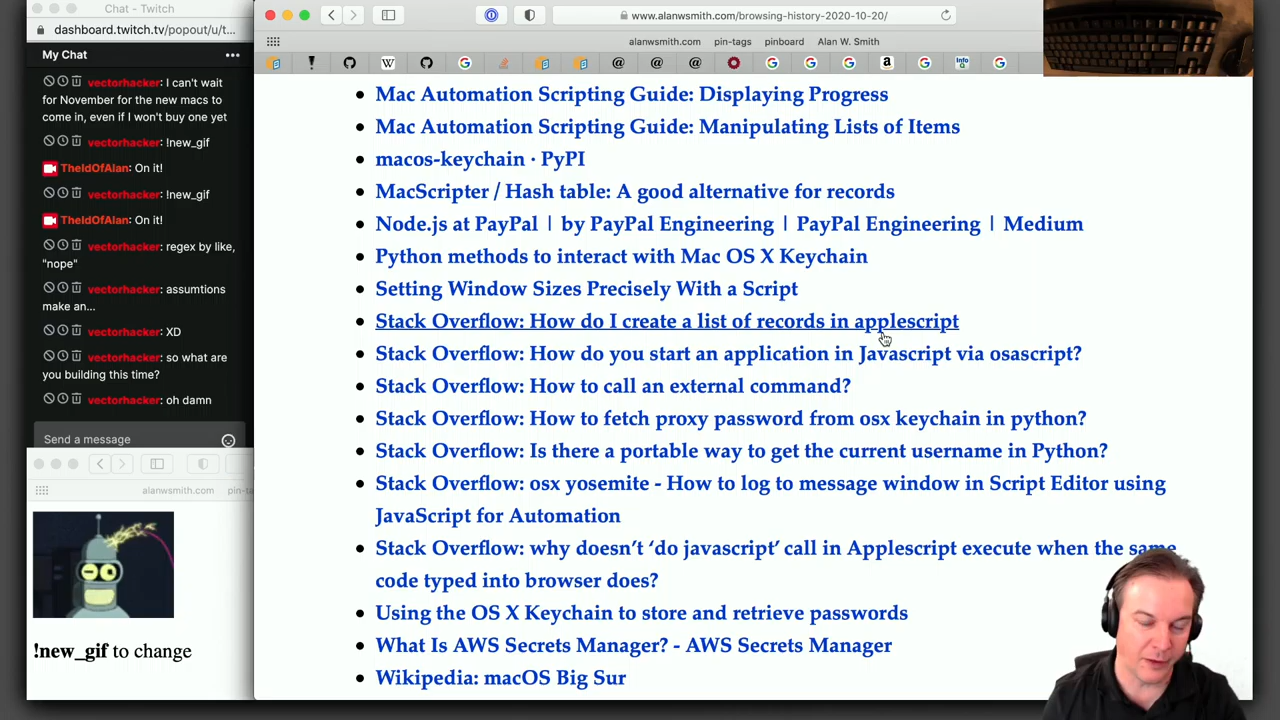 Chat - Twitch
dashboard.twitch.tv/popout/u/t...
My Chat
vectorhacker: I can't wait
for November for the new macs to
come in, even if I won't buy one yet
vectorhacker: !new_gif
TheIdOfAlan: On it!
vectorhacker: !new_gif
TheIdOfAlan: On it!
vectorhacker: regex by like,
"nope"
vectorhacker: assumtions
make an...
vectorhacker: XD
vectorhacker: so what are
you building this time?
vectorhacker: oh damn
Send a message
alanwsmith.com pin-ta
!new_gif to change
www.alanwsmith.com/browsing-history-2020-10-20/
alanwsmith.com pin-tags pinboard Alan W. Smith
Mac Automation Scripting Guide: Displaying Progress
Mac Automation Scripting Guide: Manipulating Lists of Items
macos-keychain · PyPI
MacScripter / Hash table: A good alternative for records
Node.js at PayPal | by PayPal Engineering | PayPal Engineering | Medium
Python methods to interact with Mac OS X Keychain
Setting Window Sizes Precisely With a Script
Stack Overflow: How do I create a list of records in applescript
Stack Overflow: How do you start an application in Javascript via osascript?
Stack Overflow: How to call an external command?
Stack Overflow: How to fetch proxy password from osx keychain in python?
Stack Overflow: Is there a portable way to get the current username in Python?
Stack Overflow: osx yosemite - How to log to message window in Script Editor using
JavaScript for Automation
Stack Overflow: why doesn't ‘do javascript’ call in Applescript execute when the same
code typed into browser does?
Using the OS X Keychain to store and retrieve passwords
What Is AWS Secrets Manager? - AWS Secrets Manager
Wikipedia: macOS Big Sur